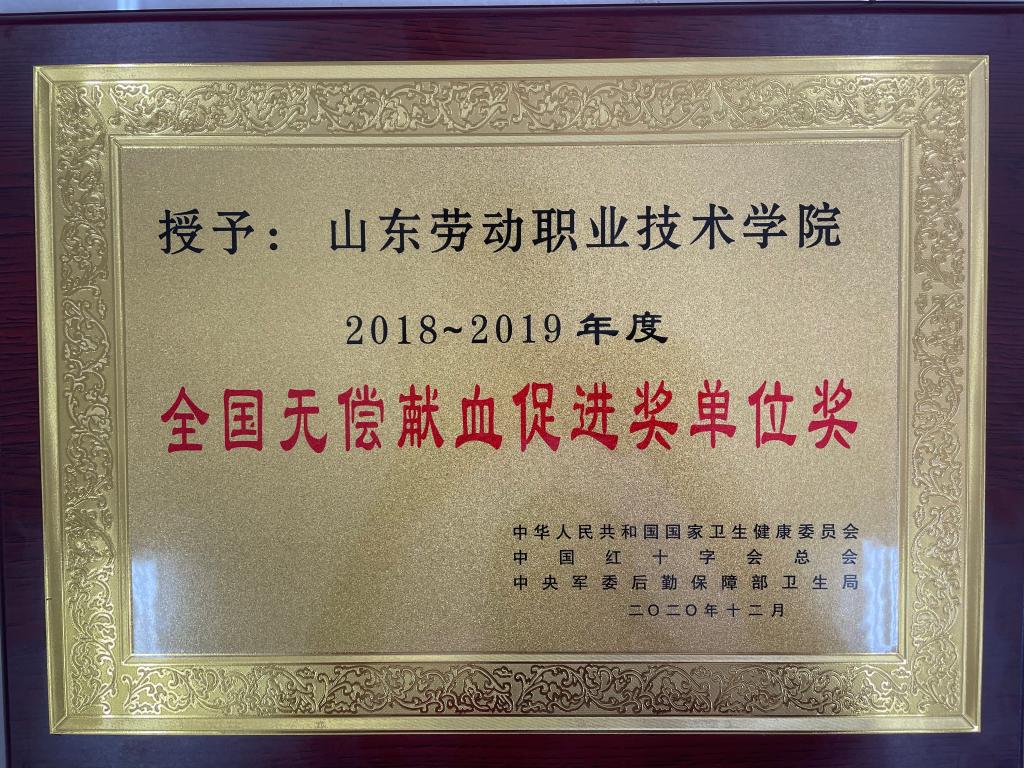 授予： 山东劳动职业技术学院
2018~2019年度
全国无偿献血促进奖单位奖
中华人民共和国国家卫生健康委员会
中国红十字会总会
中央军委后勤保障部卫生局
二〇二〇年十二月